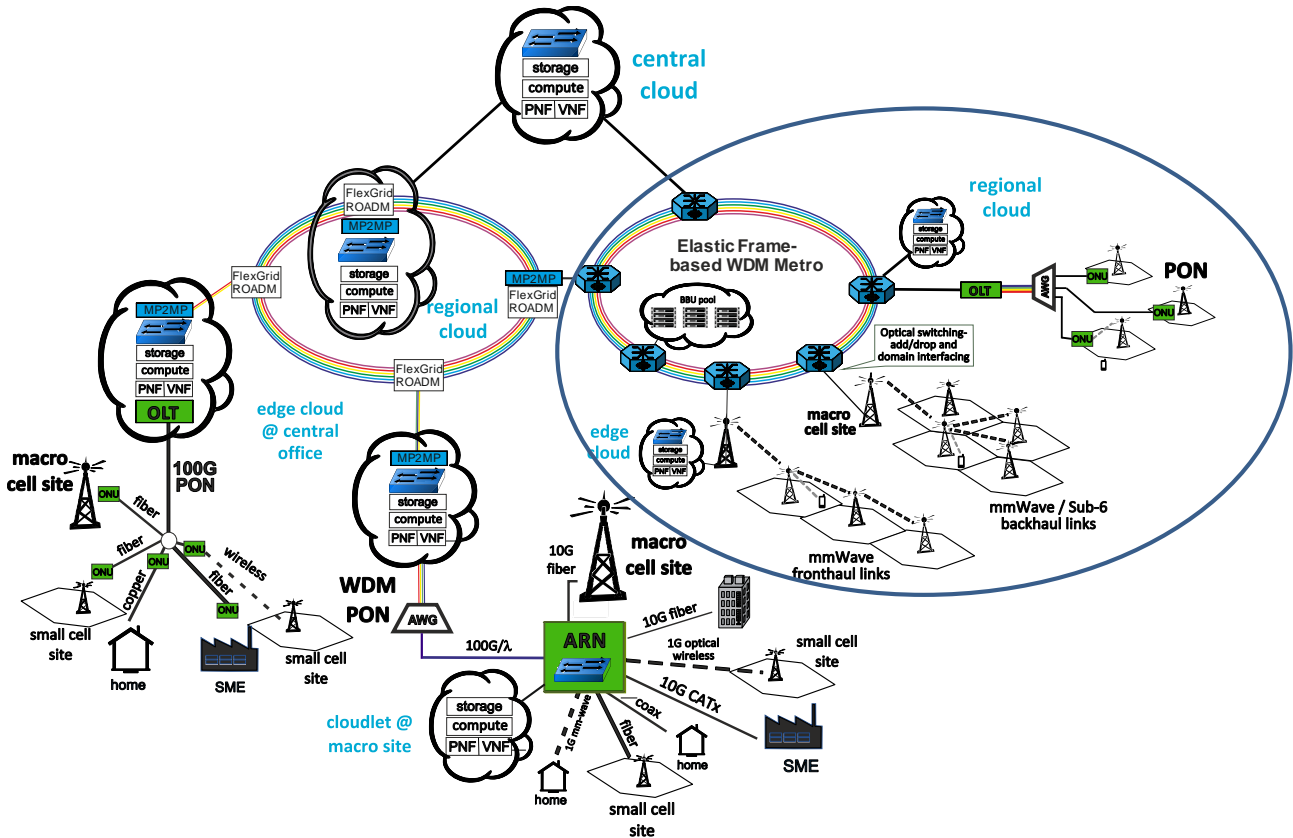 central
cloud
storage
compute
PNF VNF
FlexGrid
ROADM
MP2MP
storage
compute
PNF VNF
regional
cloud
FlexGrid
ROADM
MP2MP
FlexGrid
ROADM
FlexGrid
ROADM
MP2MP
storage
compute
PNF VNF
OLT
100G
PON
macro
cell site
ONU
fiber
fiber
ONU
ONU
ONU
wireless
copper
fiber
ONU
small cell
site
home
SME
small cell
site
edge cloud
@ central
office
MP2MP
storage
compute
PNF VNF
WDM
PON
AWG
100G/λ
cloudlet @
macro site
storage
compute
PNF VNF
ARN
10G
fiber
macro
cell site
10G fiber
1G optical
wireless
small cell
site
10G CATx
SME
coax
home
fiber
small cell
site
1G mm-wave
home
Elastic Frame-
based WDM Metro
BBU pool
regional
cloud
storage
compute
PNF VNF
OLT
AWG
ONU
ONU
ONU
PON
Optical switching-
add/drop and
domain interfacing
macro
cell site
edge
cloud
storage
compute
PNF VNF
mmWave
fronthaul links
mmWave / Sub-6
backhaul links